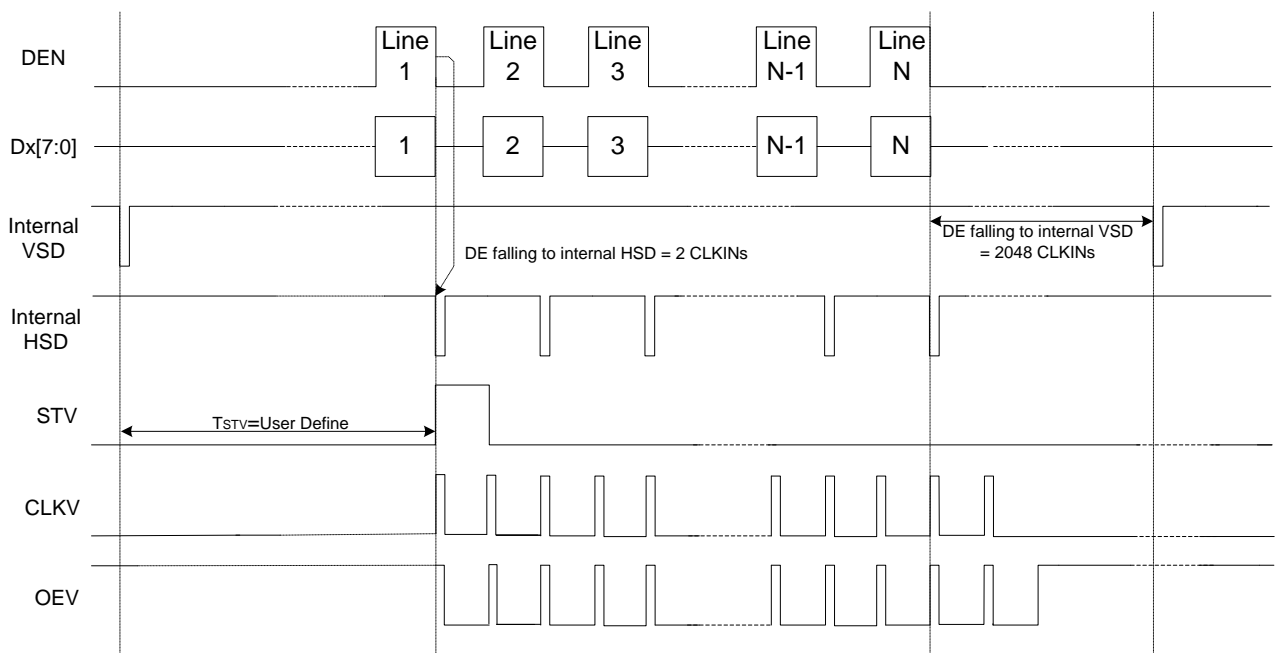 DEN
Line
1
Line
2
Line
3
Line
N-1
Line
N
Dx[7:0]
1
2
3
N-1
N
Internal
VSD
DE falling to internal VSD
= 2048 CLKINs
DE falling to internal HSD = 2 CLKINs
Internal
HSD
STV
TSTV=User Define
CLKV
OEV